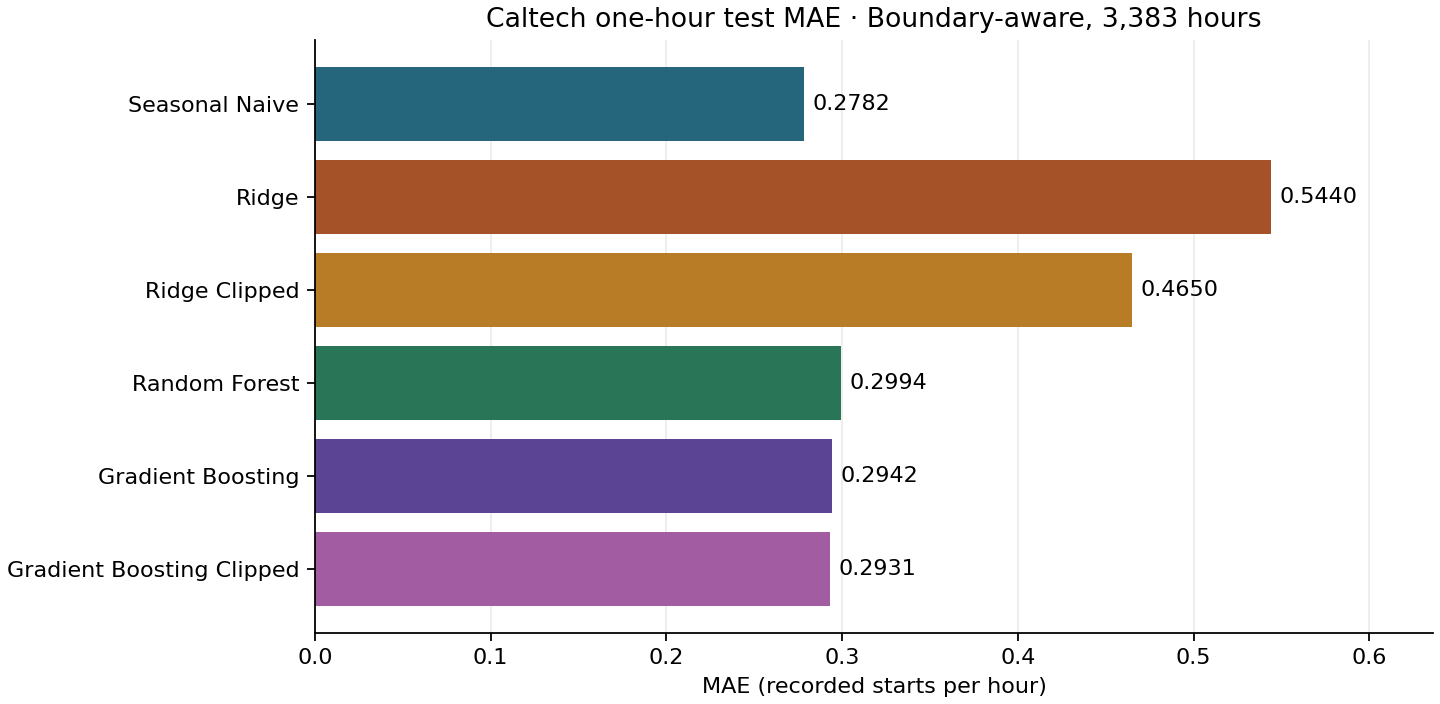 Caltech one-hour test MAE · Boundary-aware, 3,383 hours
Seasonal Naive
0.2782
Ridge
0.5440
Ridge Clipped
0.4650
Random Forest
0.2994
Gradient Boosting
0.2942
Gradient Boosting Clipped
0.2931
0.0 0.1 0.2 0.3 0.4 0.5 0.6
MAE (recorded starts per hour)